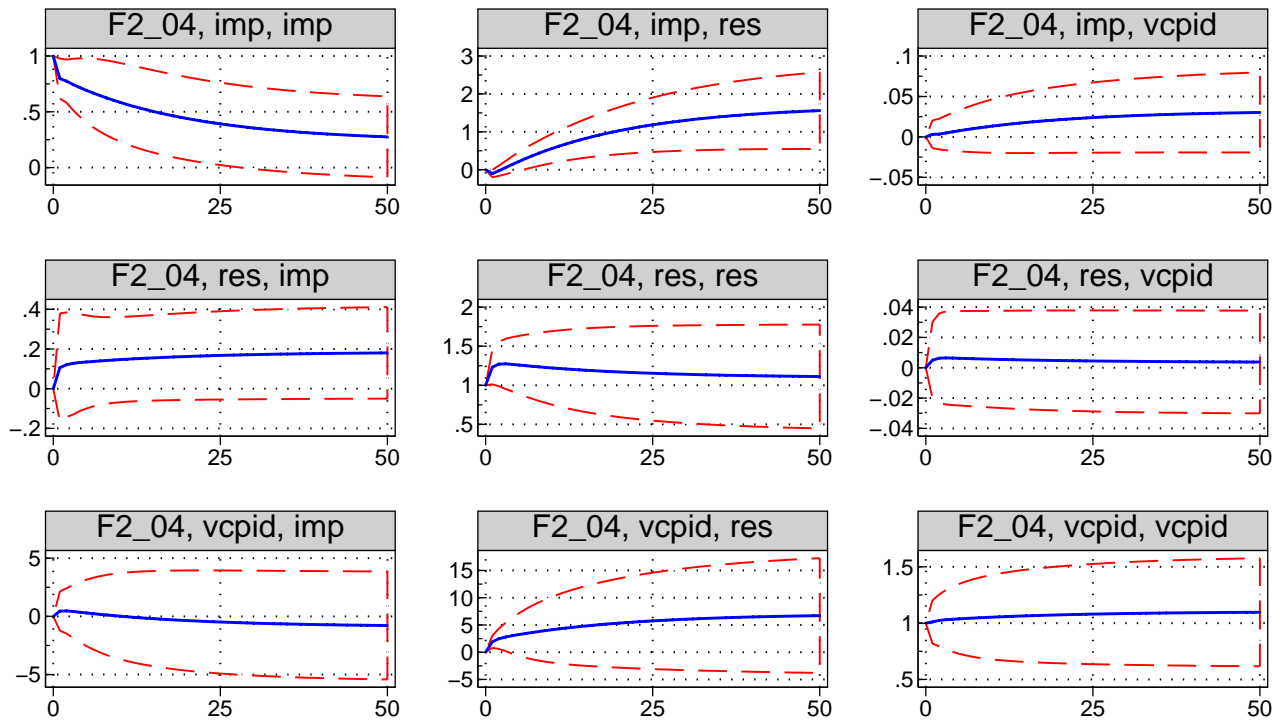 F2_04, imp, imp
1
.5
0
0 25 50
F2_04, imp, res
3
2
1
0
0 25 50
F2_04, imp, vcpid
.1
.05
0
−.05
0 25 50
F2_04, res, imp
.4
.2
0
−.2
0 25 50
F2_04, res, res
2
1.5
1
.5
0 25 50
F2_04, res, vcpid
.04
.02
0
−.02
−.04
0 25 50
F2_04, vcpid, imp
5
0
−5
0 25 50
F2_04, vcpid, res
15
10
5
0
−5
0 25 50
F2_04, vcpid, vcpid
1.5
1
.5
0 25 50